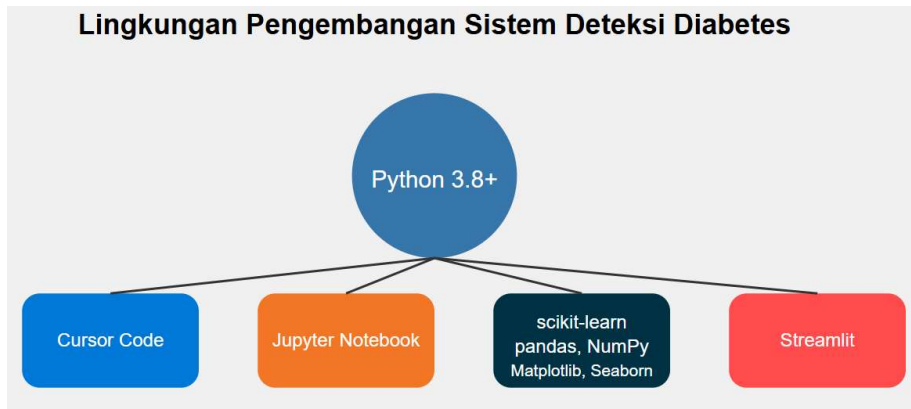 Lingkungan Pengembangan Sistem Deteksi Diabetes
Python 3.8+
Cursor Code
Jupyter Notebook
scikit-learn
pandas, NumPy
Matplotlib, Seaborn
Streamlit